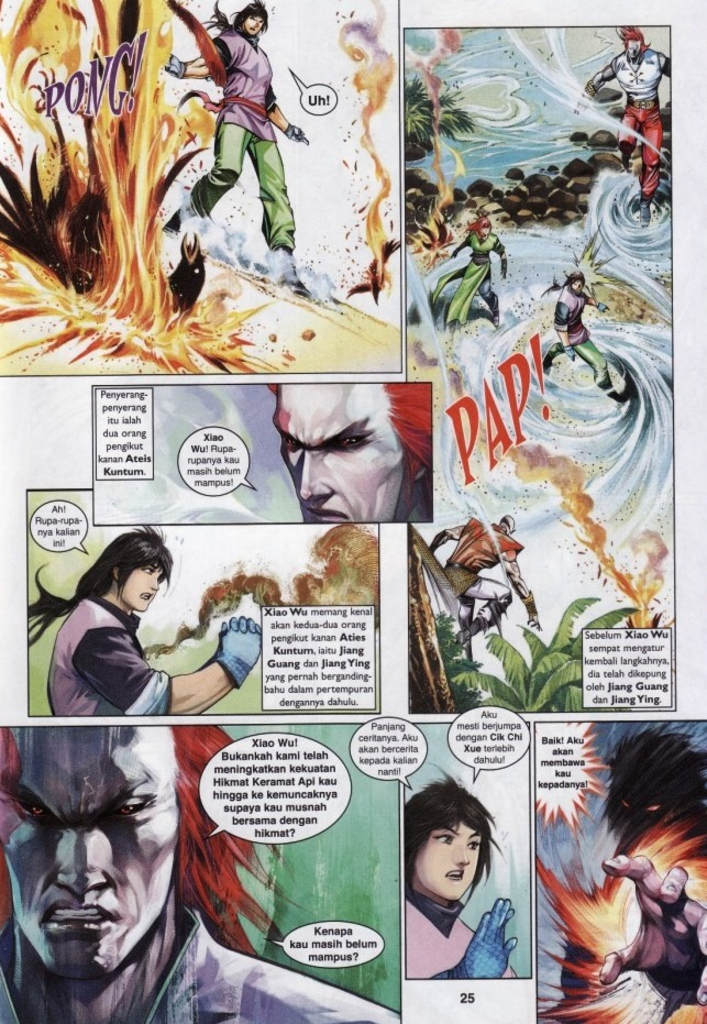 PONG!
Uh!
PAP!
Sebelum Xiao Wu
sempat mengatur
kembali langkahnya,
dia telah dikepung
oleh Jiang Guang
dan Jiang Ying.
Penyerang-
penyerang
itu ialah
dua orang
pengikut
kanan Ateis
Kuntum.
Xiao
Wu! Rupa-
rupanya kau
masih belum
mampus!
Ah!
Rupa-rupa-
nya kalian
ini!
Xiao Wu memang kenal
akan kedua-dua orang
pengikut kanan Aties
Kuntum, iaitu Jiang
Guang dan Jiang Ying
yang pernah berganding-
bahu dalam pertempuran
dengannya dahulu.
Xiao Wu!
Bukankah kami telah
meningkatkan kekuatan
Hikmat Keramat Api kau
hingga ke kemuncaknya
supaya kau musnah
bersama dengan
hikmat?
Kenapa
kau masih belum
mampus?
Panjang
ceritanya. Aku
akan bercerita
kepada kalian
nanti!
Aku
mesti berjumpa
dengan Cik Chi
Xue terlebih
dahulu!
Baik! Aku
akan
membawa
kau
kepadanya!
25